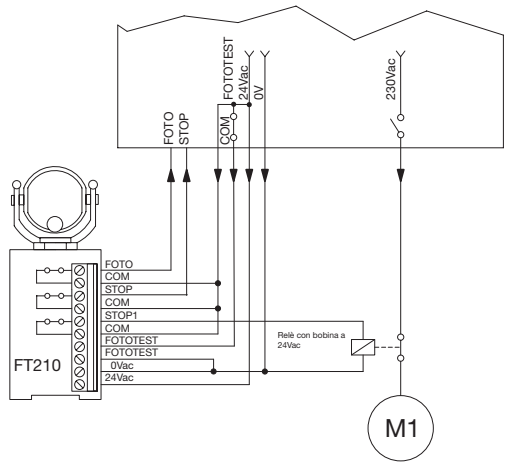 FOTOTEST
24Vac
0V
230Vac
FOTO
STOP
COM
FOTO
COM
STOP
COM
STOP1
COM
FOTOTEST
FOTOTEST
0Vac
24Vac
FT210
Relè con bobina a
24Vac
M1